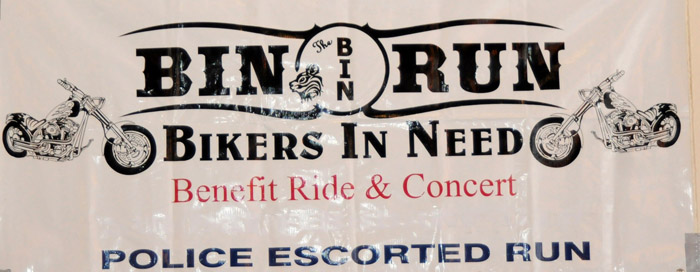 BIN The BIN RUN
BIKERS IN NEED
Benefit Ride & Concert
POLICE ESCORTED RUN